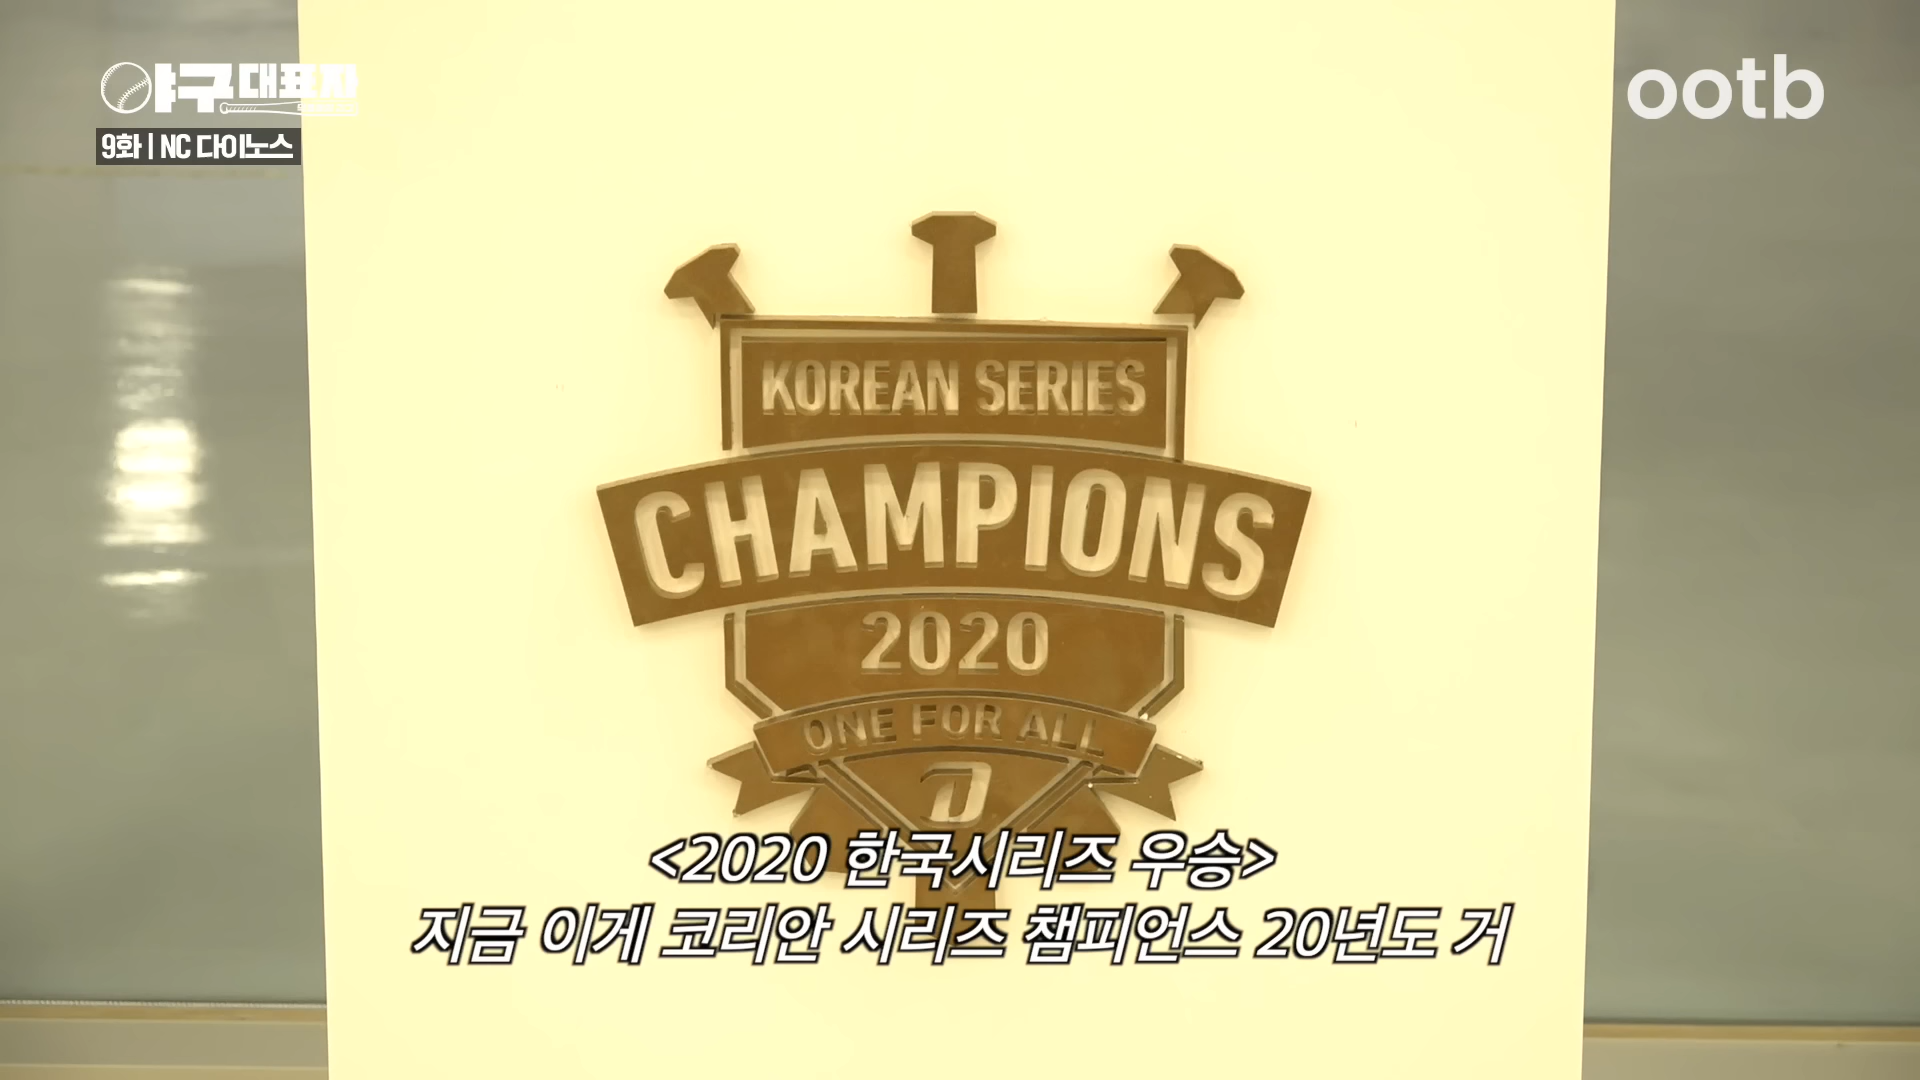 야구대표자
ootb
9화 | NC 다이노스
KOREAN SERIES
CHAMPIONS
2020
ONE FOR ALL
D
<2020 한국시리즈 우승>
지금 이게 코리안 시리즈 챔피언스 20년도 거